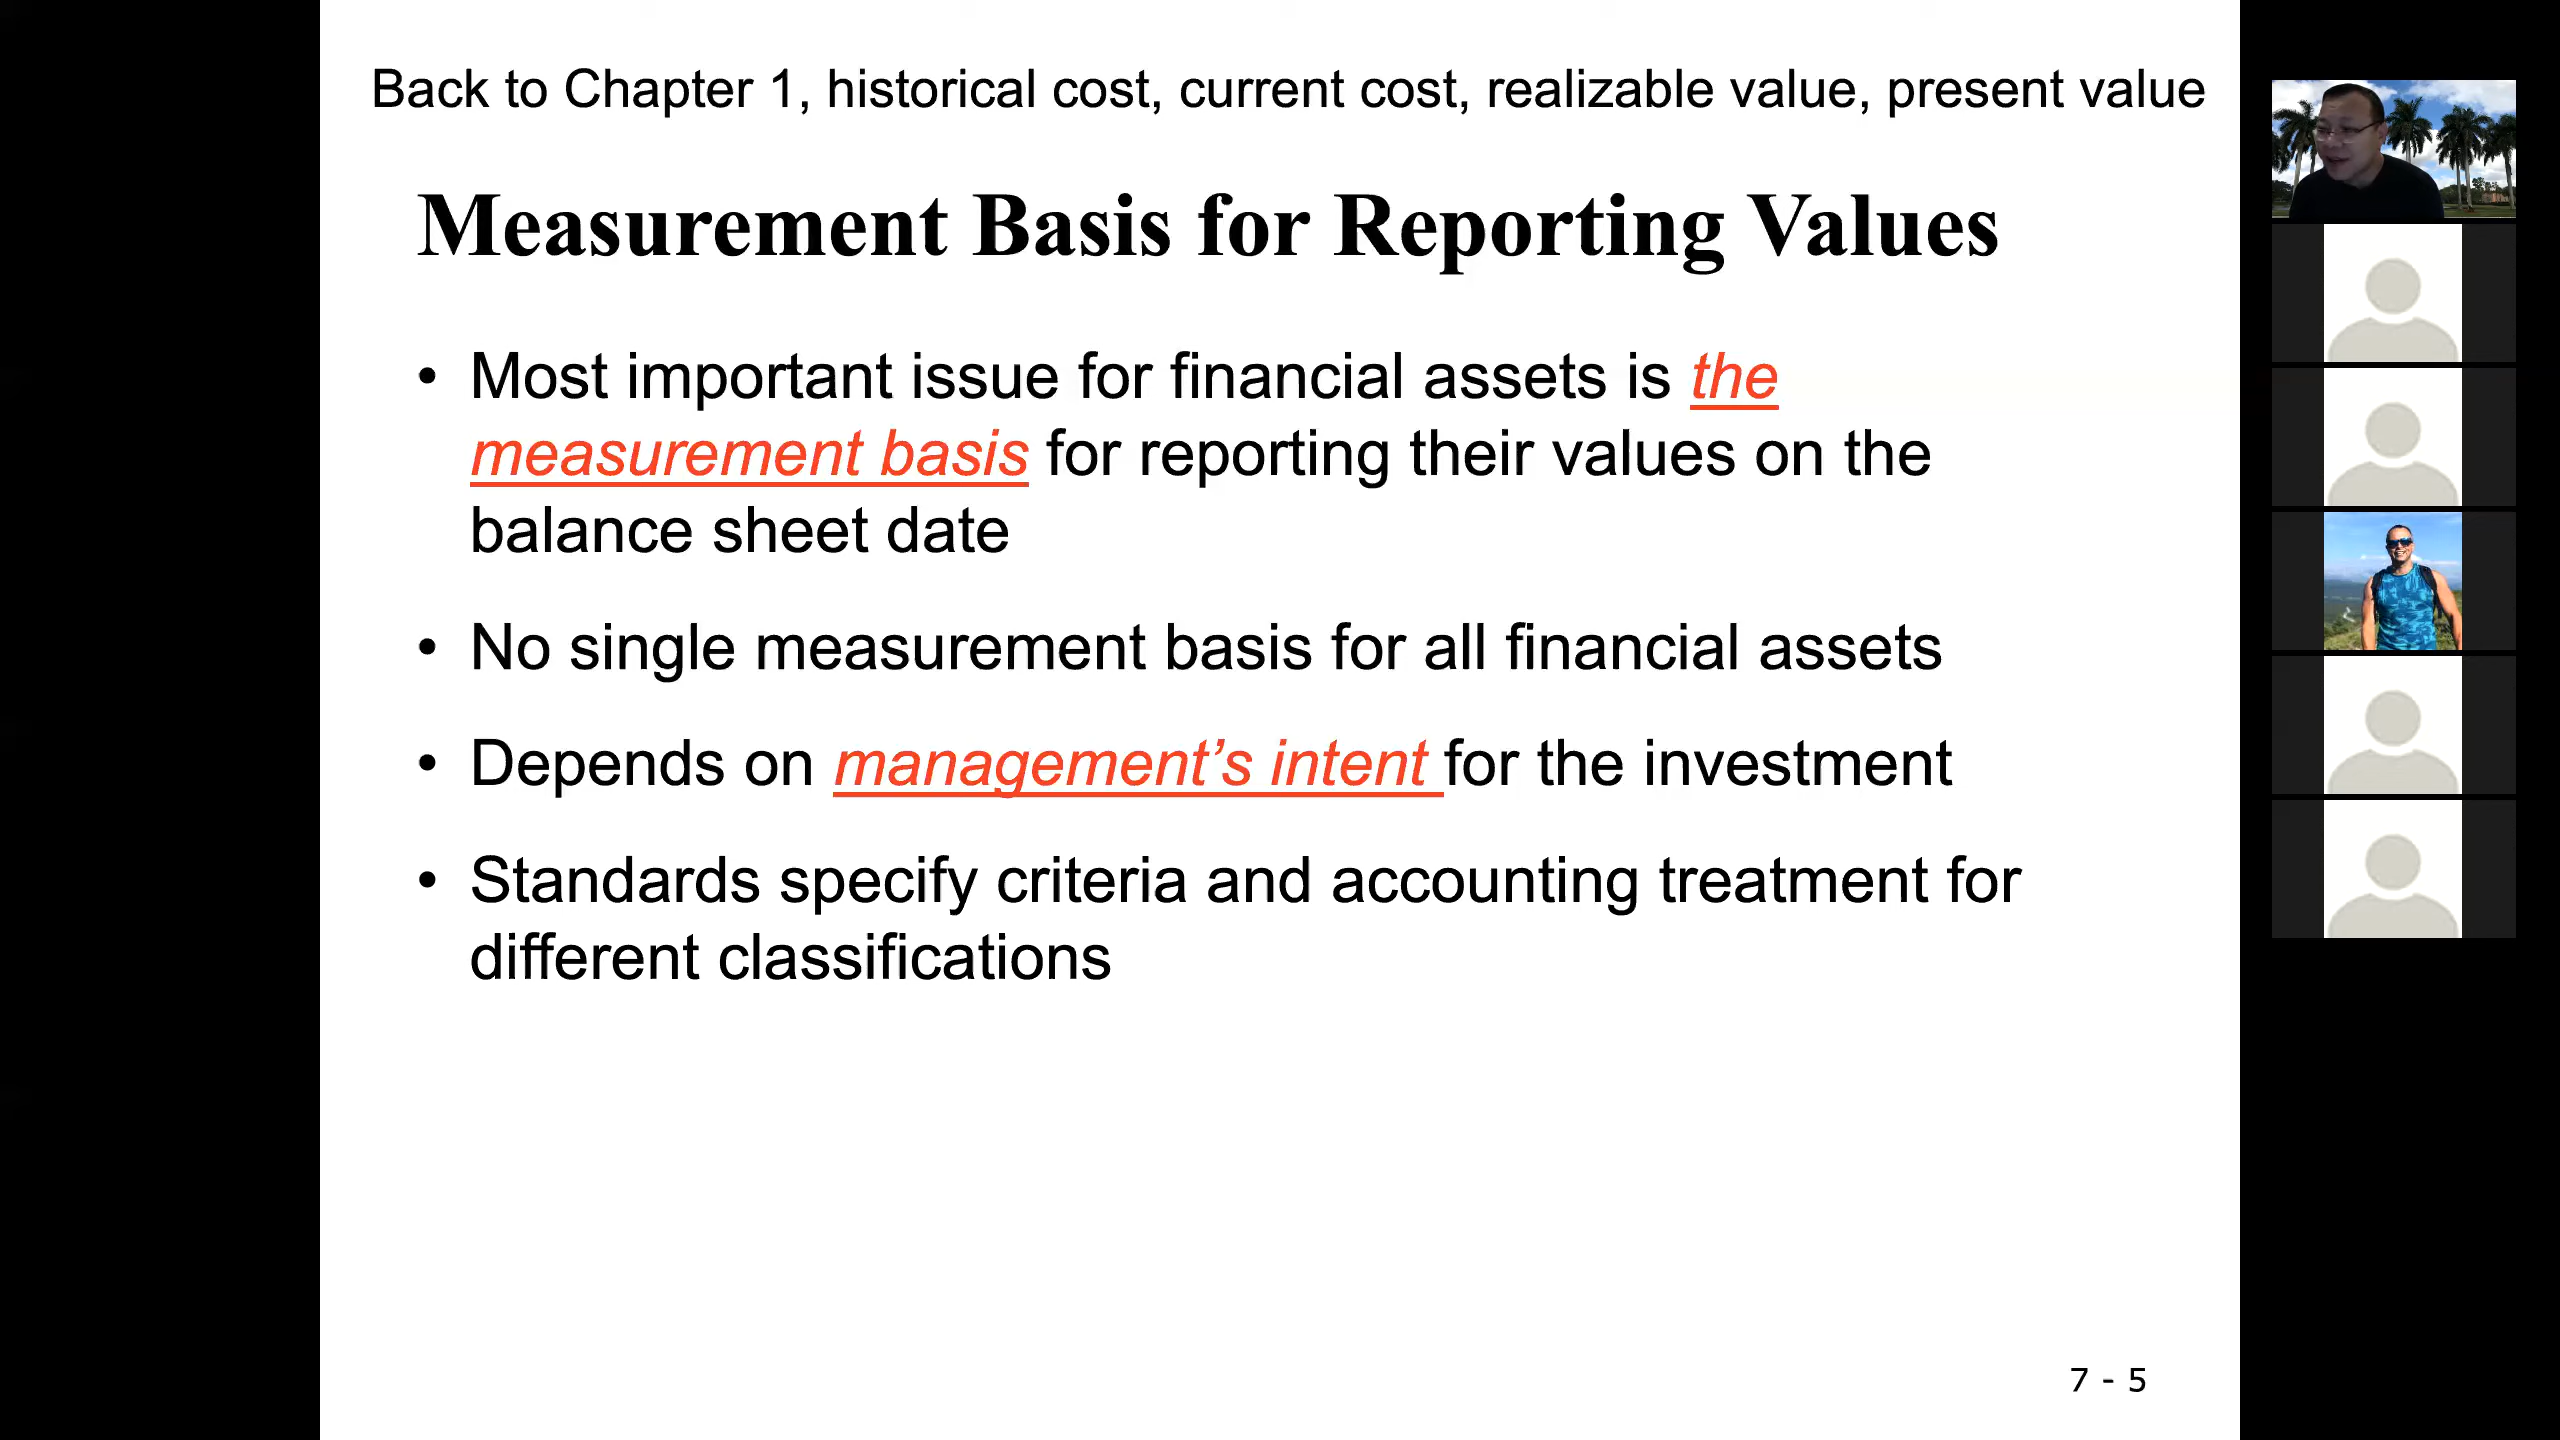 Back to Chapter 1, historical cost, current cost, realizable value, present value
Measurement Basis for Reporting Values
• Most important issue for financial assets is the
measurement basis for reporting their values on the
balance sheet date
• No single measurement basis for all financial assets
• Depends on management’s intent for the investment
• Standards specify criteria and accounting treatment for
different classifications
7 - 5